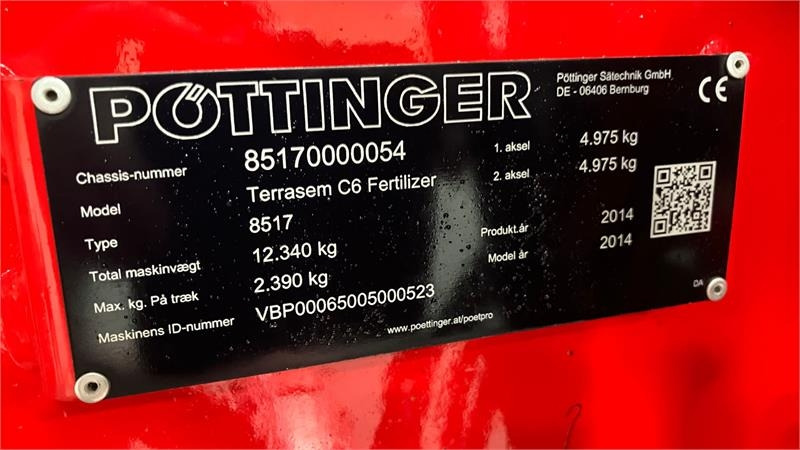 PÖTTINGER
Pöttinger Sätechnik GmbH
DE - 06406 Bernburg
CE
Chassis-nummer 85170000054
Model Terrasem C6 Fertilizer
Type 8517
Total maskinvægt 12.340 kg
Max. kg. På træk 2.390 kg
Maskinens ID-nummer VBP00065005000523
1. aksel 4.975 kg
2. aksel 4.975 kg
Produkt.år 2014
Model år 2014
DA
www.poettinger.at/poetpro